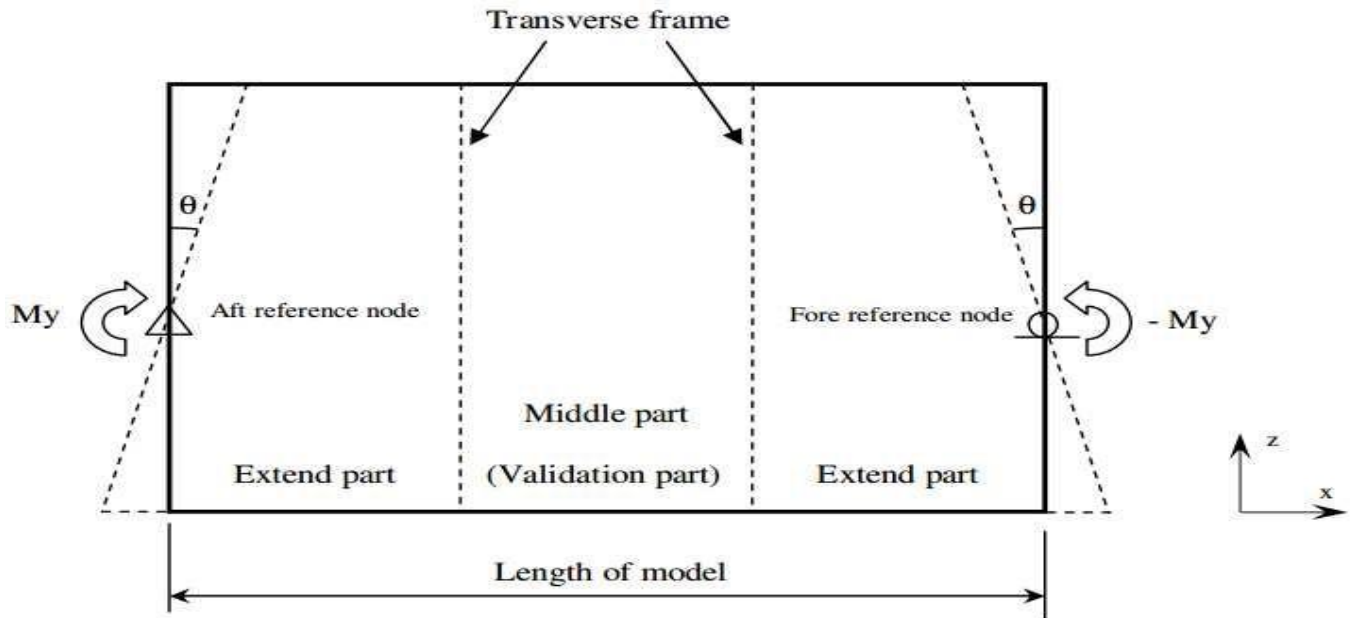 Transverse frame
θ
θ
My
Aft reference node
Fore reference node
- My
Middle part
(Validation part)
Extend part
Extend part
z
x
Length of model